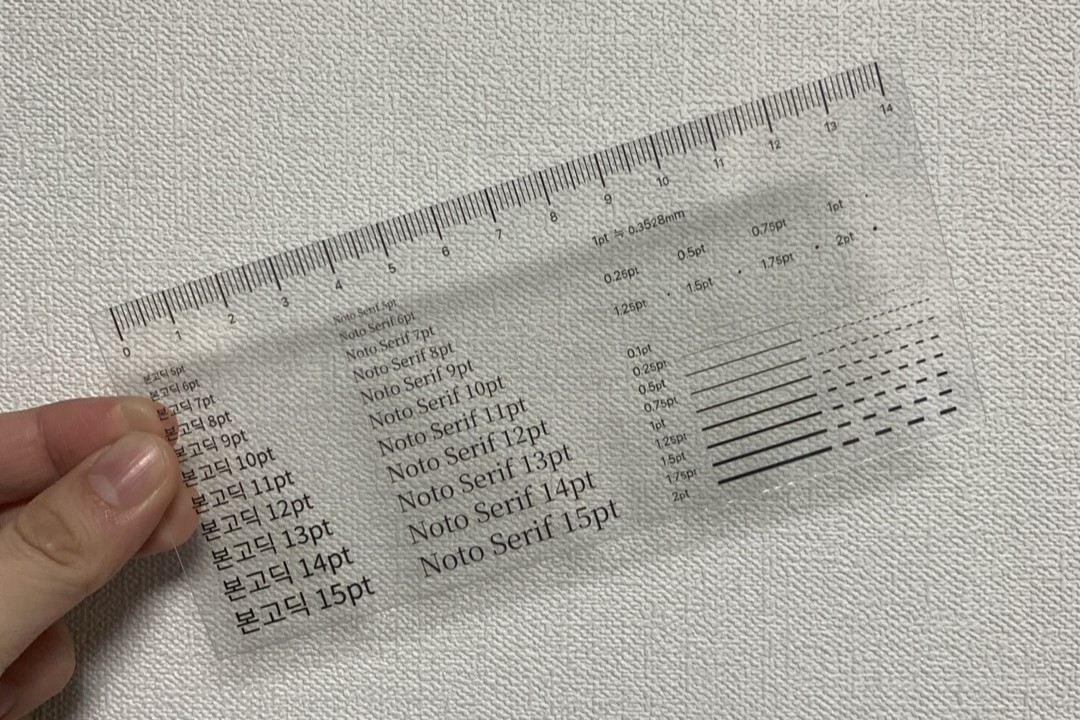 0 1 2 3 4 5 6 7 8 9 10 11 12 13 14
본고딕 5pt
본고딕 6pt
본고딕 7pt
본고딕 8pt
본고딕 9pt
본고딕 10pt
본고딕 11pt
본고딕 12pt
본고딕 13pt
본고딕 14pt
본고딕 15pt
Noto Serif 5pt
Noto Serif 6pt
Noto Serif 7pt
Noto Serif 8pt
Noto Serif 9pt
Noto Serif 10pt
Noto Serif 11pt
Noto Serif 12pt
Noto Serif 13pt
Noto Serif 14pt
Noto Serif 15pt
1pt ≒ 0.3528mm
0.25pt 0.5pt 0.75pt 1pt
1.25pt 1.5pt 1.75pt 2pt
0.1pt
0.25pt
0.5pt
0.75pt
1pt
1.25pt
1.5pt
1.75pt
2pt